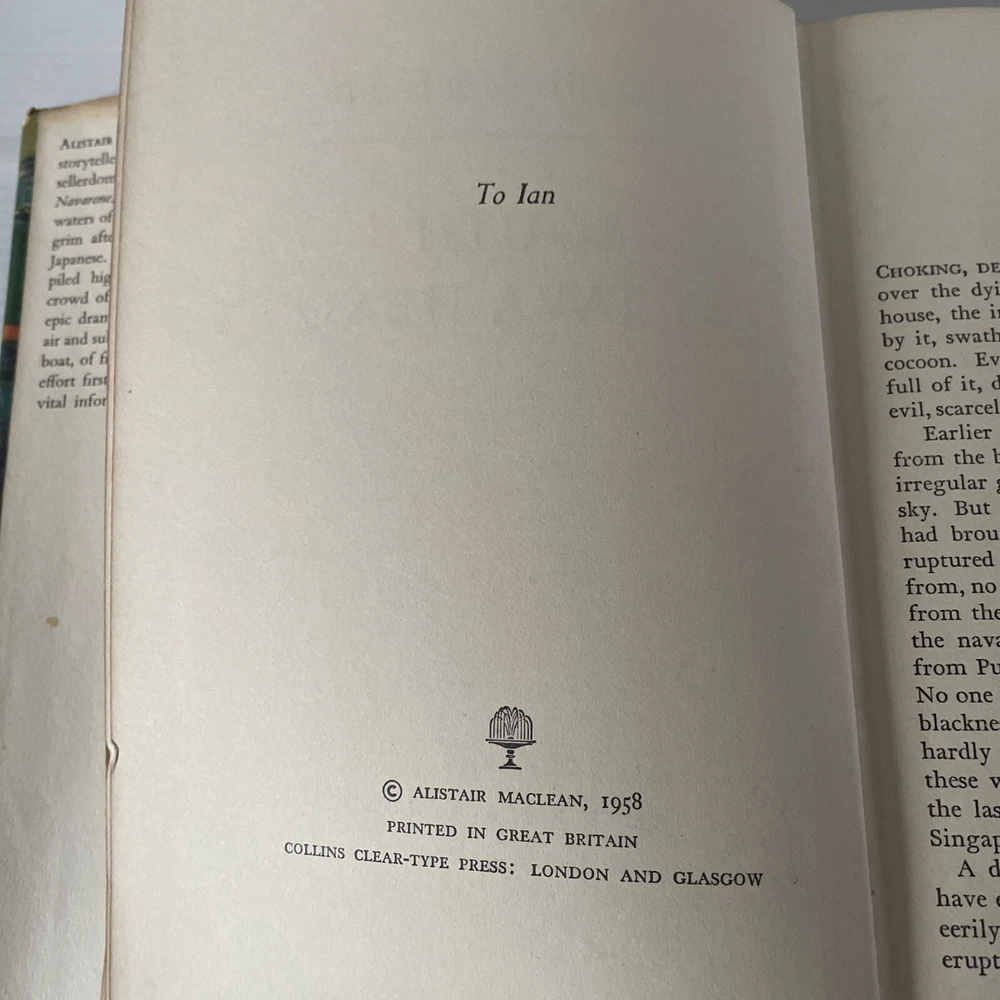 ALISTAIR
storytelle
sellerdom
Navarone,
waters of
grim afte
Japanese.
piled hig
crowd of
epic dram
air and su
boat, of fi
effort first
vital infor
To Ian
© ALISTAIR MACLEAN, 1958
PRINTED IN GREAT BRITAIN
COLLINS CLEAR-TYPE PRESS: LONDON AND GLASGOW
CHOKING, DE
over the dyi
house, the in
by it, swath
cocoon. Ev
full of it, d
evil, scarcel
Earlier
from the b
irregular g
sky. But
had brou
ruptured
from, no
from the
the nava
from Pu
No one
blackne
hardly
these w
the las
Singap
A d
have e
eerily
erupt